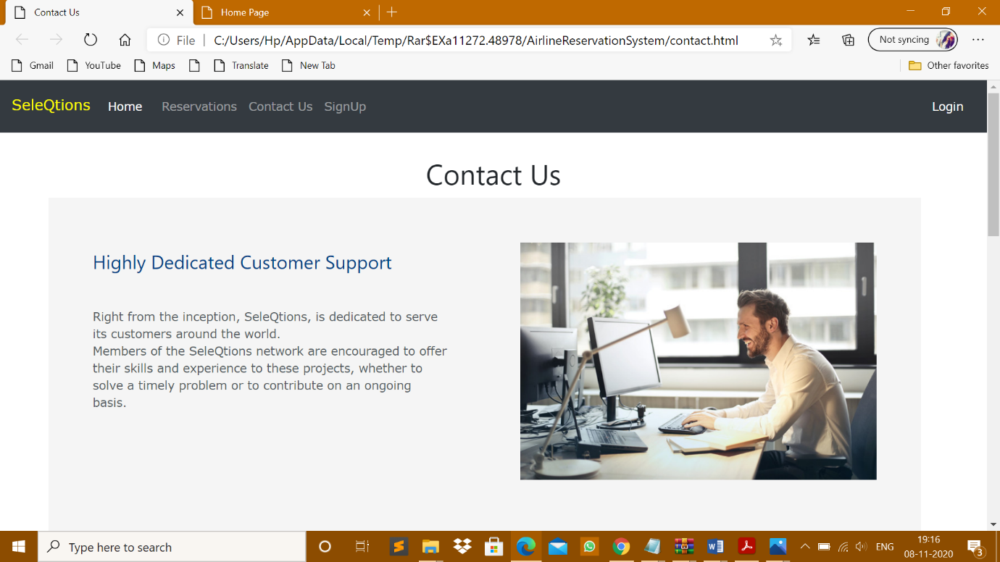 Contact Us
Home Page
File
C:/Users/Hp/AppData/Local/Temp/Rar$EXa11272.48978/AirlineReservationSystem/contact.html
Not syncing
Gmail
YouTube
Maps
Translate
New Tab
Other favorites
SeleQtions
Home
Reservations
Contact Us
SignUp
Login
Contact Us
Highly Dedicated Customer Support
Right from the inception, SeleQtions, is dedicated to serve
its customers around the world.
Members of the SeleQtions network are encouraged to offer
their skills and experience to these projects, whether to
solve a timely problem or to contribute on an ongoing
basis.
Type here to search
ENG
19:16
08-11-2020
3